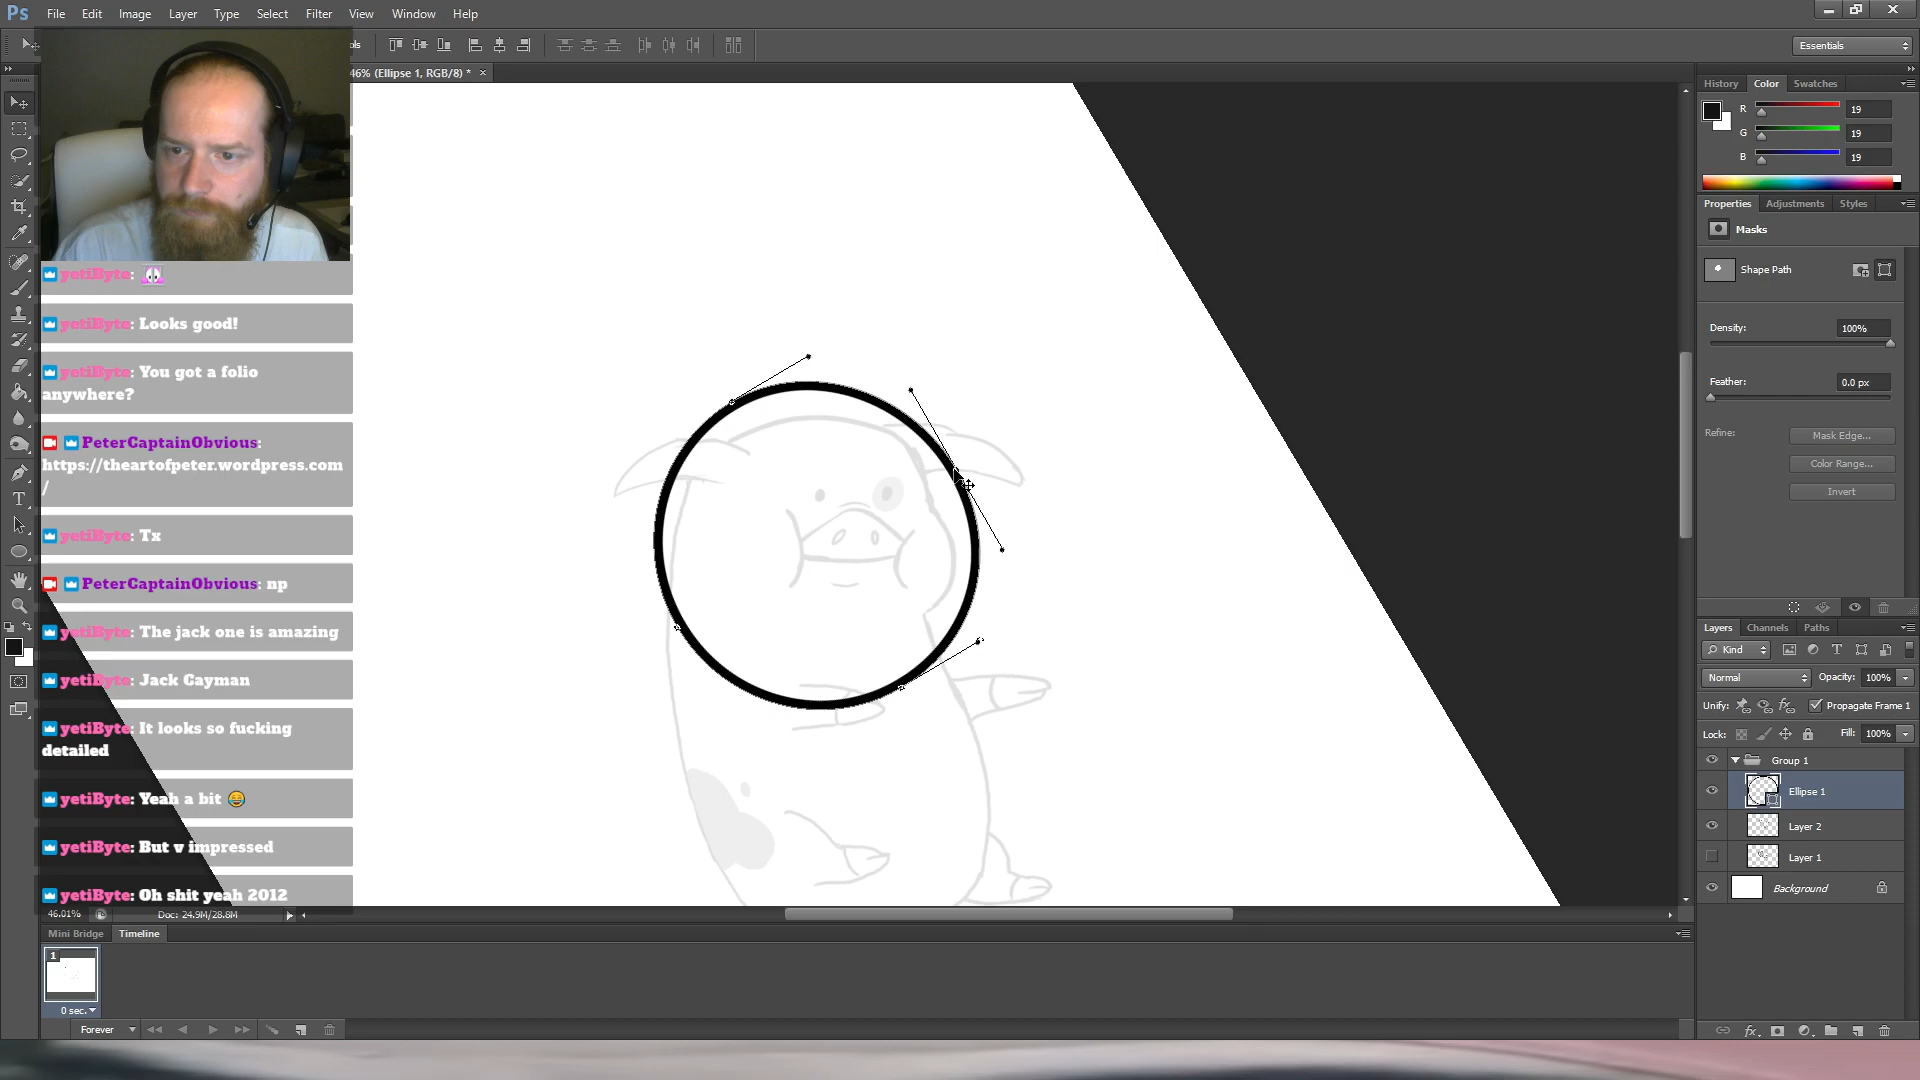 Ps File Edit Image Layer Type Select Filter View Window Help
ols
Essentials
46% (Ellipse 1, RGB/8) * ×
History Color Swatches
R 19
G 19
B 19
Properties Adjustments Styles
Masks
Shape Path
Density: 100%
Feather: 0.0 px
Refine: Mask Edge...
Color Range...
Invert
Layers Channels Paths
Kind
Normal Opacity: 100%
Unify: Propagate Frame 1
Lock: Fill: 100%
Group 1
Ellipse 1
Layer 2
Layer 1
Background
yetiByte:
yetiByte: Looks good!
yetiByte: You got a folio
anywhere?
PeterCaptainObvious:
https://theartofpeter.wordpress.com
/
yetiByte: Tx
PeterCaptainObvious: np
yetiByte: The jack one is amazing
yetiByte: Jack Cayman
yetiByte: It looks so fucking
detailed
yetiByte: Yeah a bit 😂
yetiByte: But v impressed
yetiByte: Oh shit yeah 2012
46.01% Doc: 24.9M/28.8M
Mini Bridge Timeline
1
0 sec.
Forever